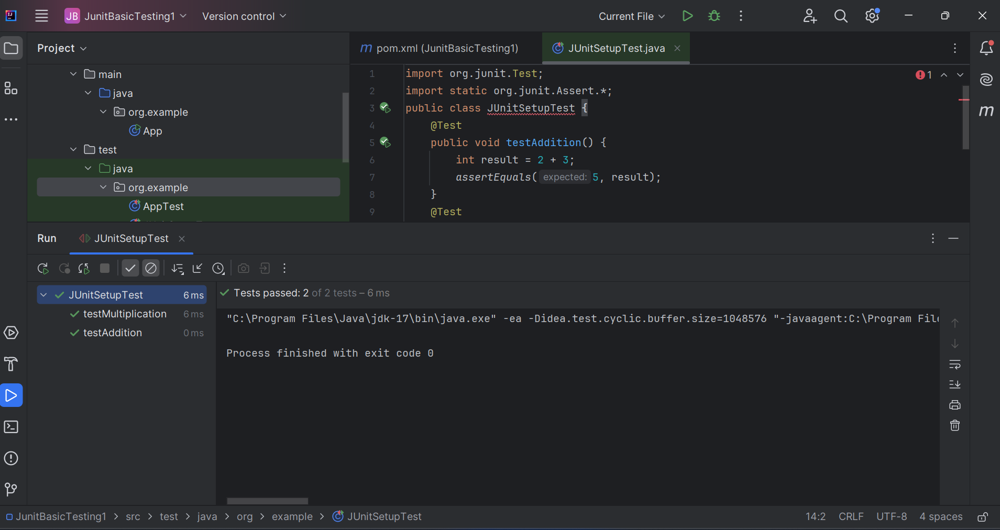 JB JunitBasicTesting1 Version control Current File
Project
pom.xml (JunitBasicTesting1) JUnitSetupTest.java
main
java
org.example
App
test
java
org.example
AppTest
1 import org.junit.Test;
2 import static org.junit.Assert.*;
3 public class JUnitSetupTest {
4 @Test
5 public void testAddition() {
6 int result = 2 + 3;
7 assertEquals( expected: 5, result);
8 }
9 @Test
1
Run JUnitSetupTest
JUnitSetupTest 6 ms
testMultiplication 6 ms
testAddition 0 ms
Tests passed: 2 of 2 tests – 6 ms
"C:\Program Files\Java\jdk-17\bin\java.exe" -ea -Didea.test.cyclic.buffer.size=1048576 "-javaagent:C:\Program
Process finished with exit code 0
JunitBasicTesting1 > src > test > java > org > example > JUnitSetupTest 14:2 CRLF UTF-8 4 spaces